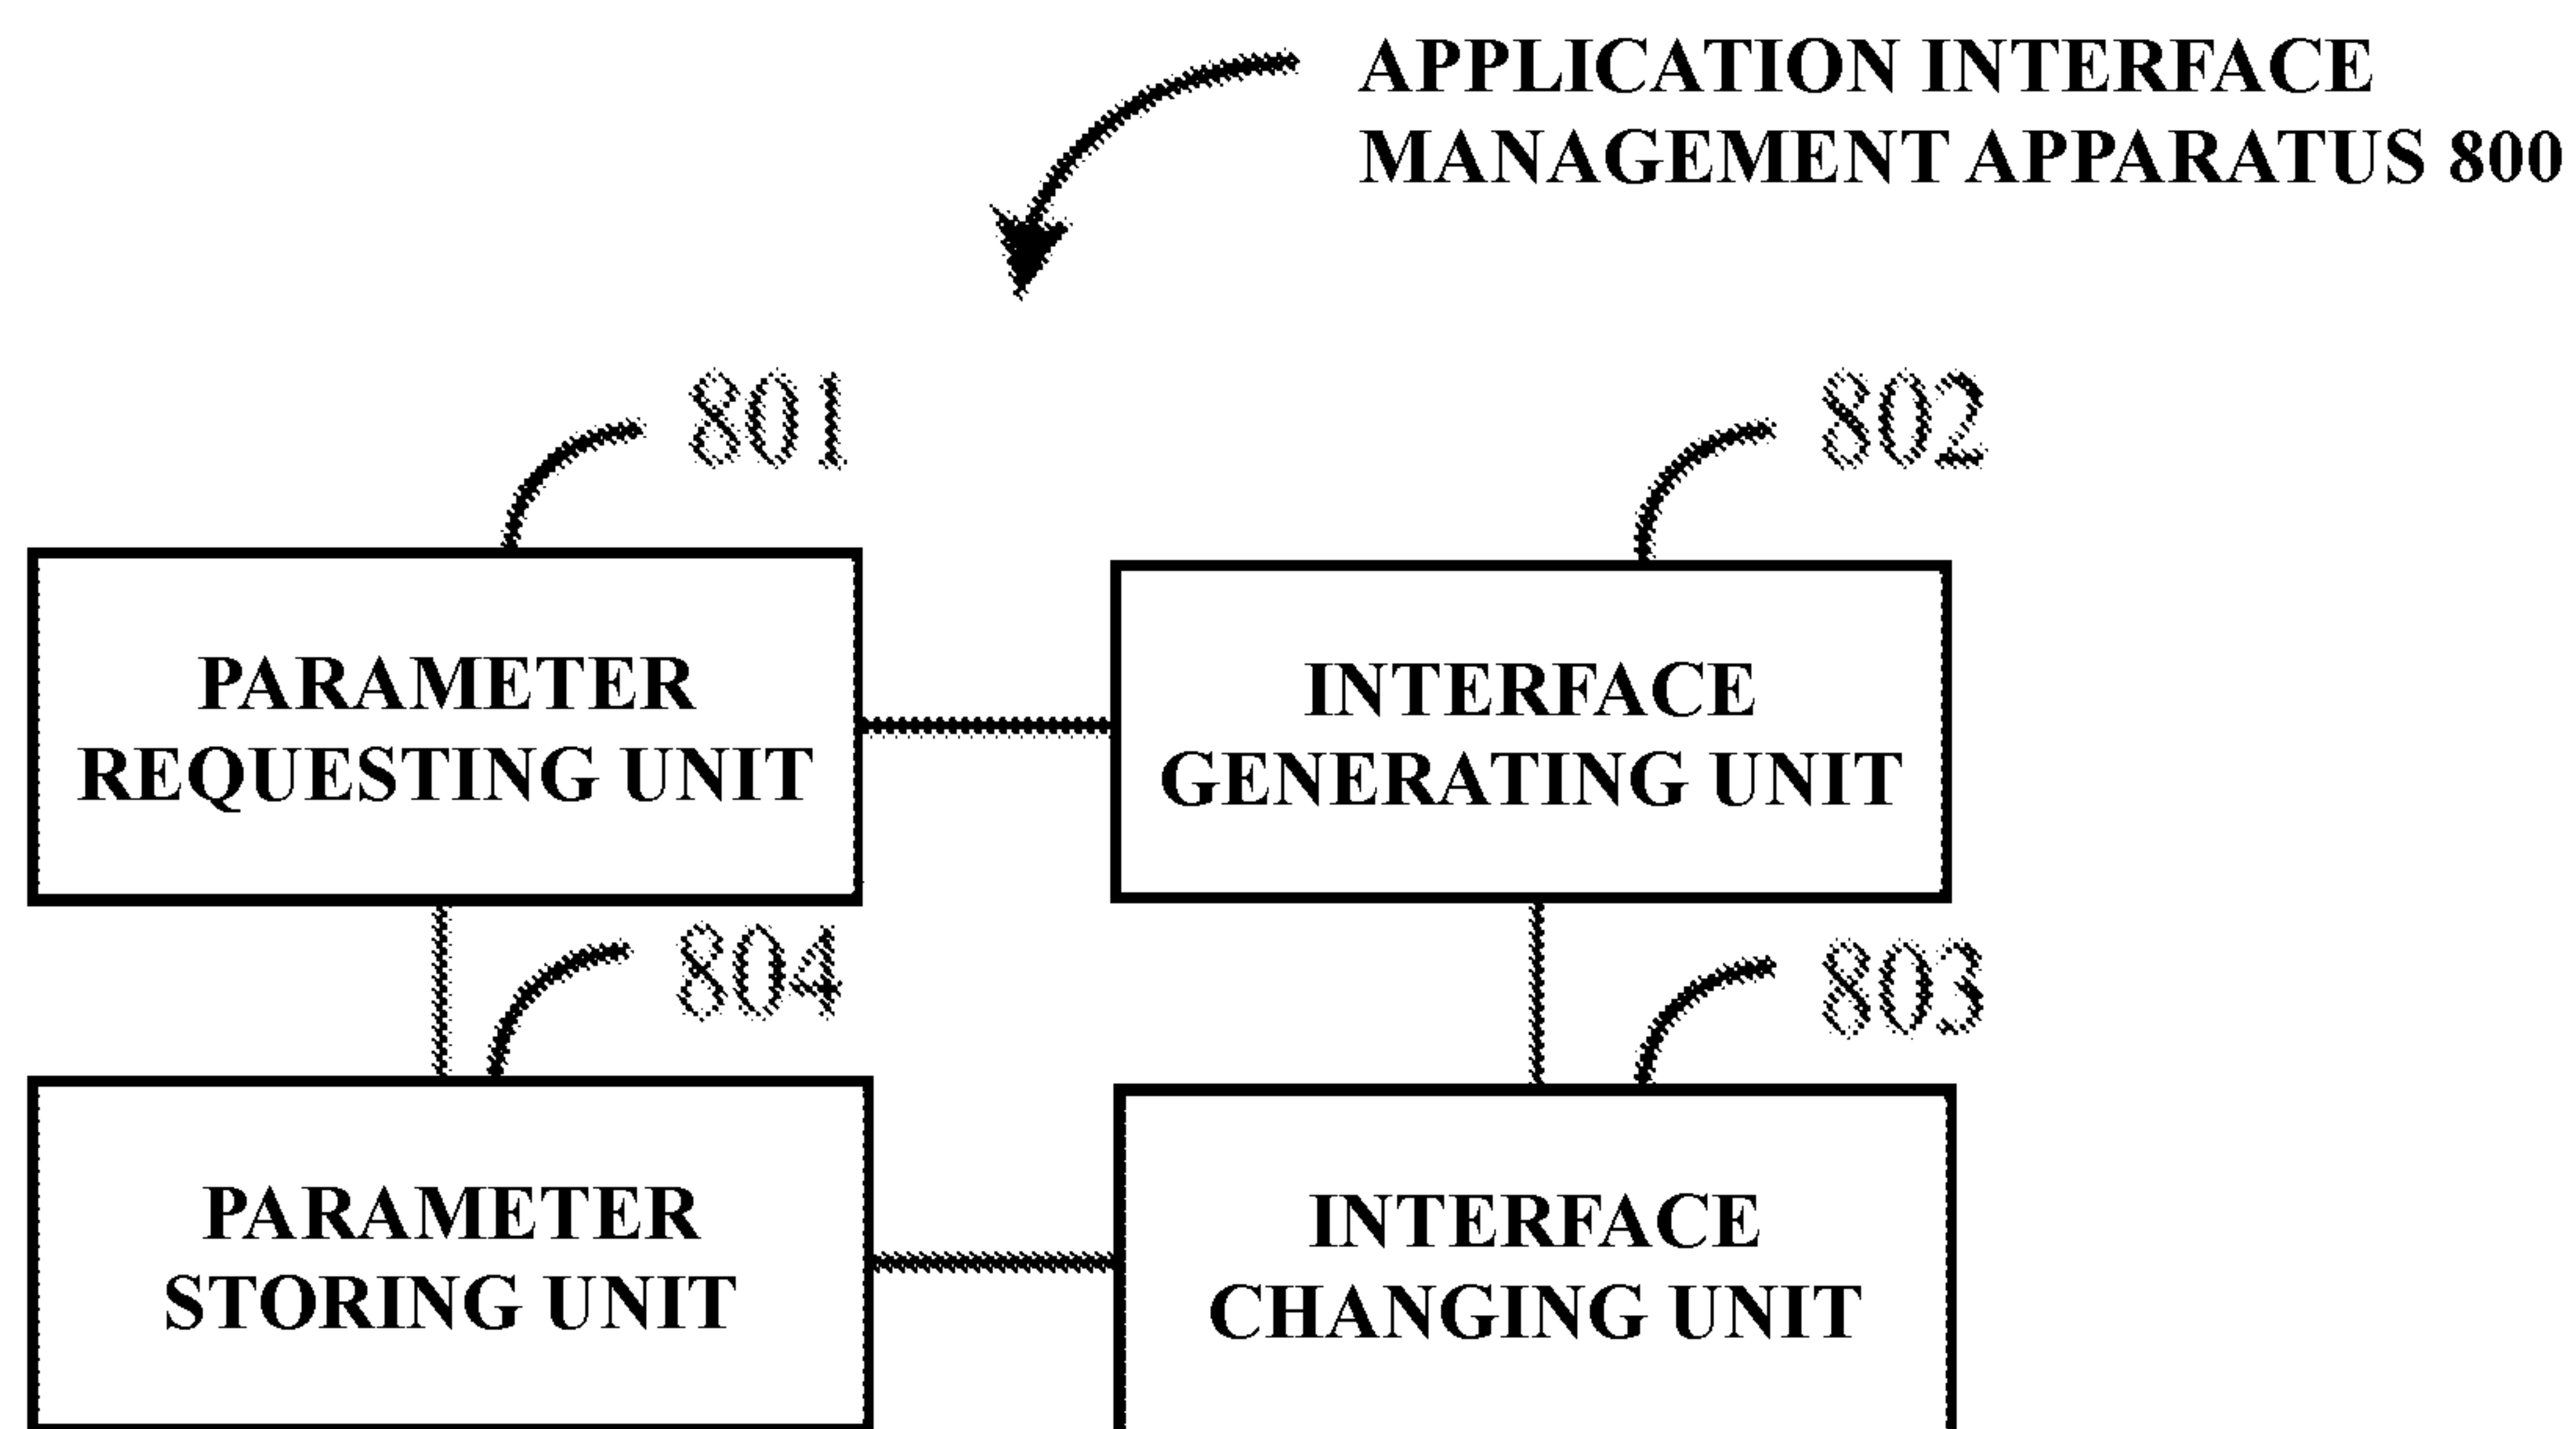 APPLICATION INTERFACE
MANAGEMENT APPARATUS 800
801
802
PARAMETER
REQUESTING UNIT
INTERFACE
GENERATING UNIT
804
803
PARAMETER
STORING UNIT
INTERFACE
CHANGING UNIT